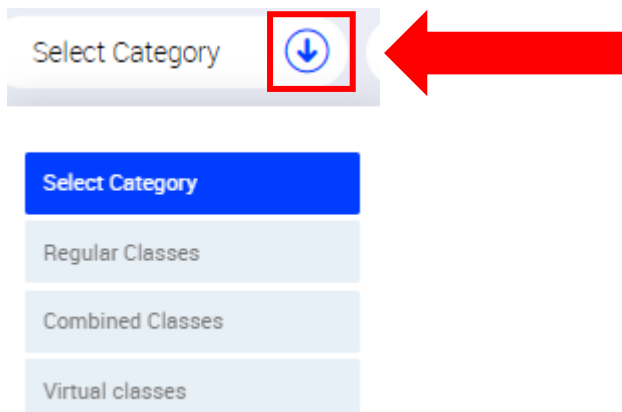 Select Category
Select Category
Regular Classes
Combined Classes
Virtual classes